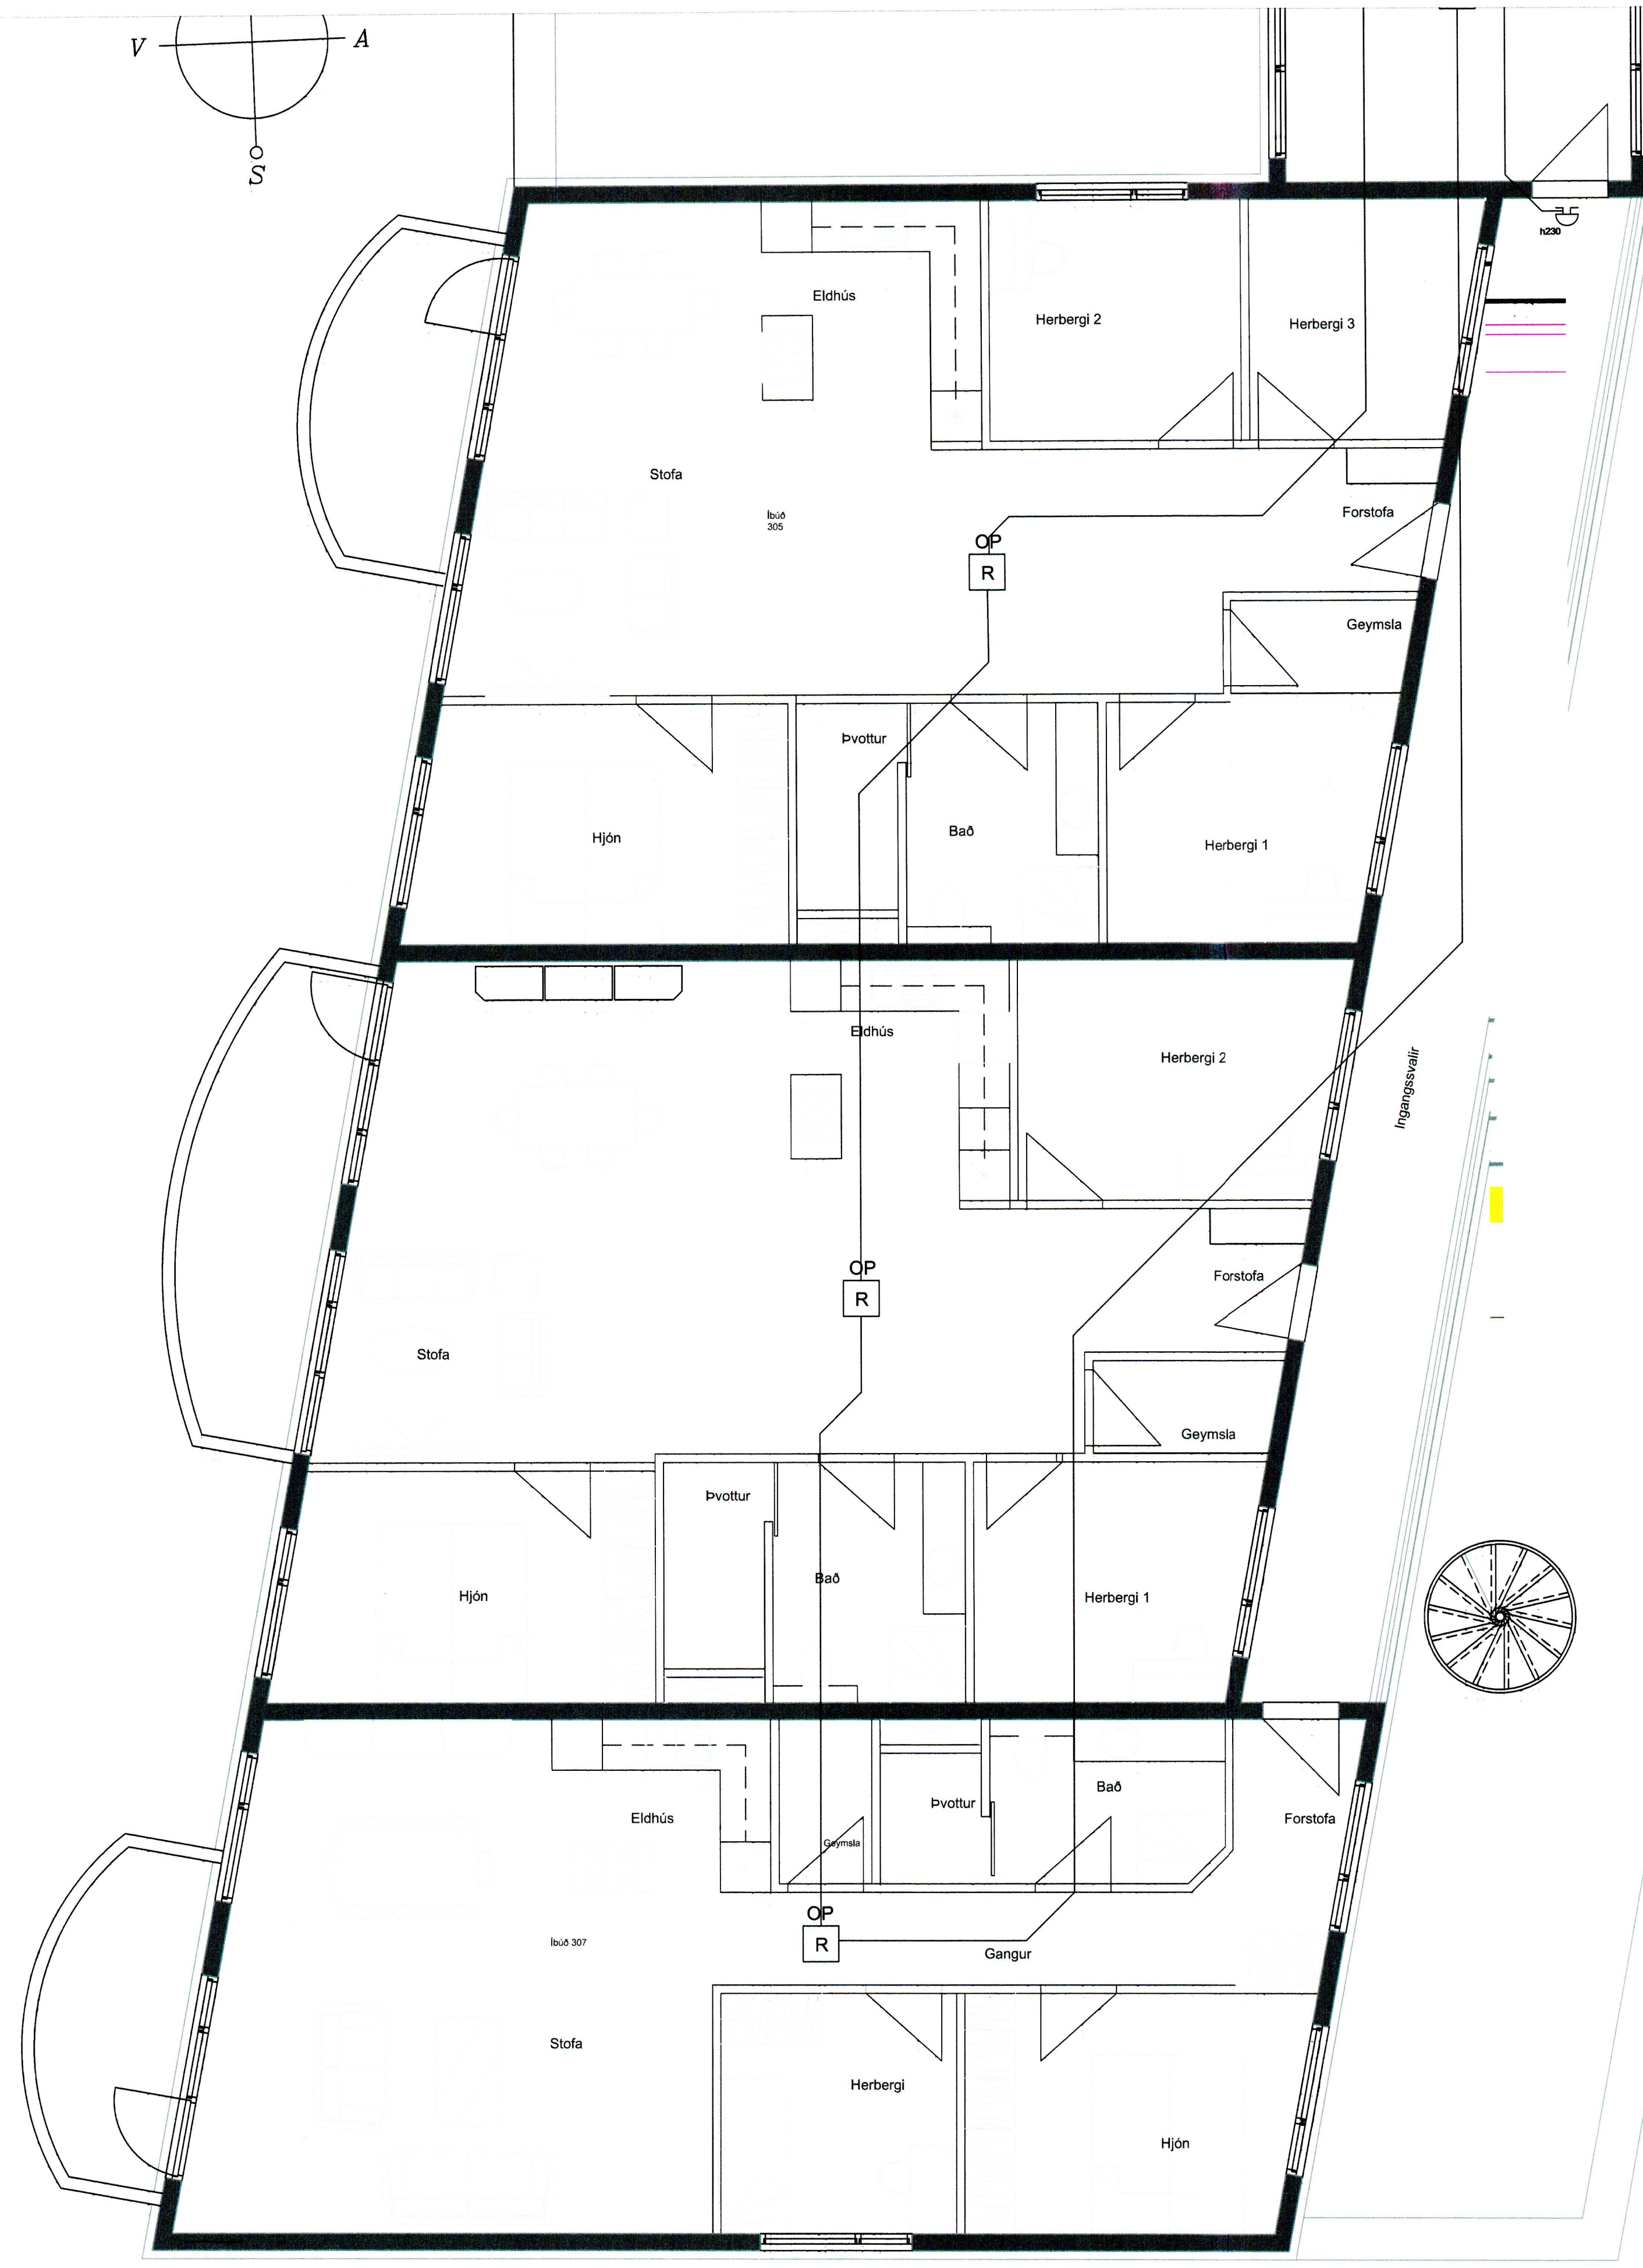 V
A
S
h230
Eldhús
Herbergi 2
Herbergi 3
Stofa
Íbúð
305
Forstofa
OP
R
Geymsla
Þvottur
Bað
Hjón
Herbergi 1
Eldhús
Herbergi 2
Ingangssvalir
OP
R
Forstofa
Stofa
Geymsla
Þvottur
Bað
Hjón
Herbergi 1
Eldhús
Geymsla
Þvottur
Bað
Forstofa
OP
R
Íbúð 307
Gangur
Stofa
Herbergi
Hjón